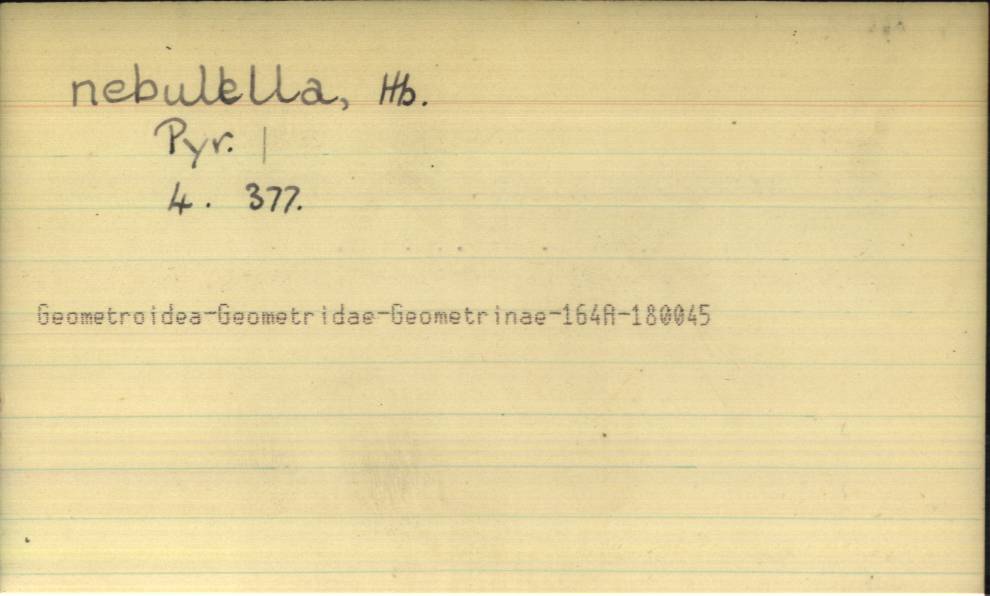 nebulella, Hb.
Pyr. |
4. 377.
Geometroidea-Geometridae-Geometrinae-164A-180045